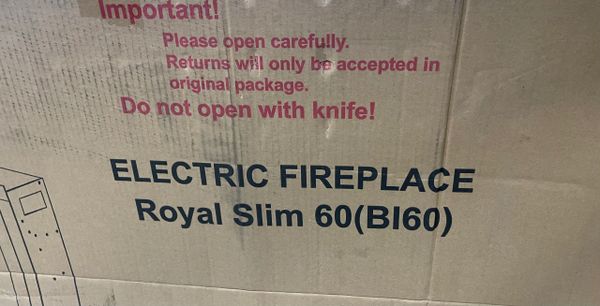 Important!
Please open carefully.
Returns will only be accepted in
original package.
Do not open with knife!
ELECTRIC FIREPLACE
Royal Slim 60(BI60)